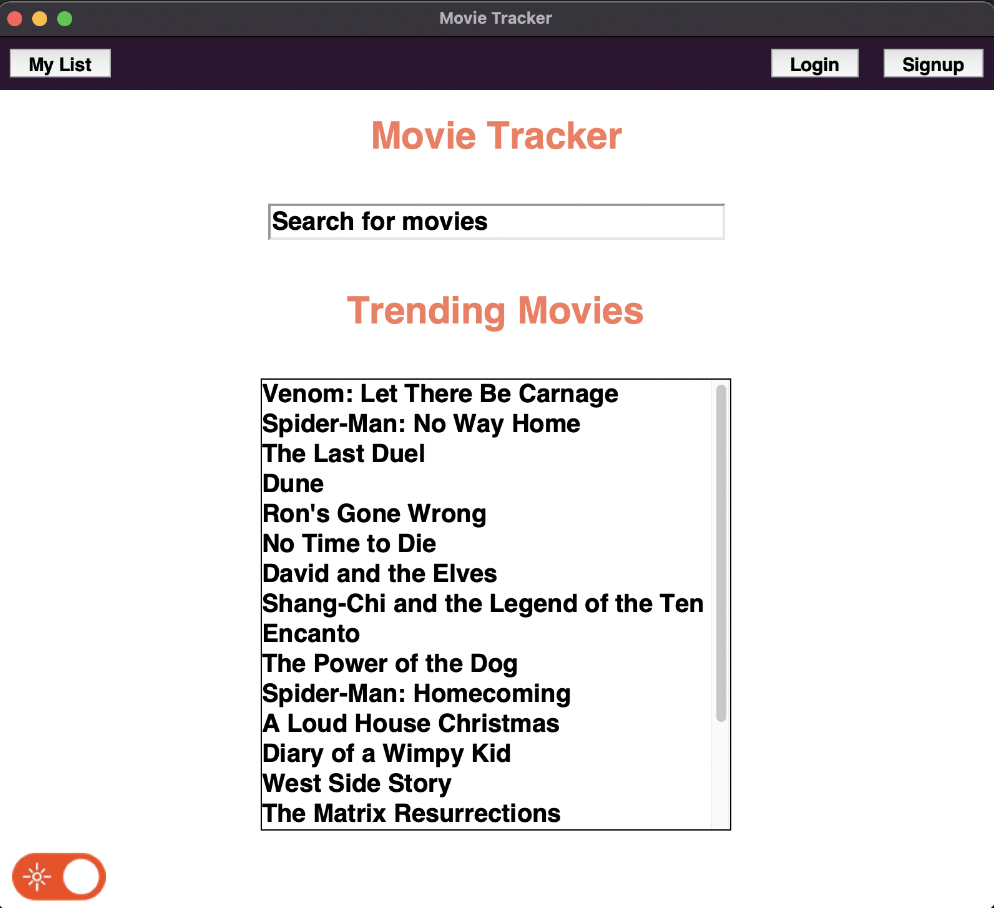 Movie Tracker
My List
Login
Signup
Movie Tracker
Search for movies
Trending Movies
Venom: Let There Be Carnage
Spider-Man: No Way Home
The Last Duel
Dune
Ron's Gone Wrong
No Time to Die
David and the Elves
Shang-Chi and the Legend of the Ten
Encanto
The Power of the Dog
Spider-Man: Homecoming
A Loud House Christmas
Diary of a Wimpy Kid
West Side Story
The Matrix Resurrections